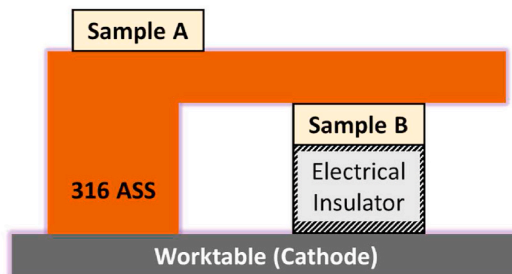 Sample A
Sample B
Electrical
Insulator
316 ASS
Worktable (Cathode)